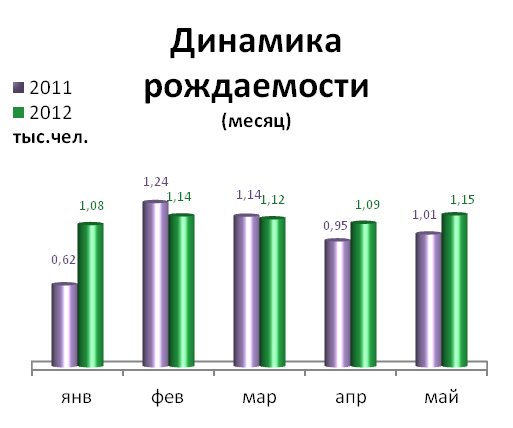 Динамика
рождаемости
(месяц)
2011
2012
тыс.чел.
1,24
1,14
1,14
1,12
1,15
1,08
1,09
1,01
0,95
0,62
янв фев мар апр май